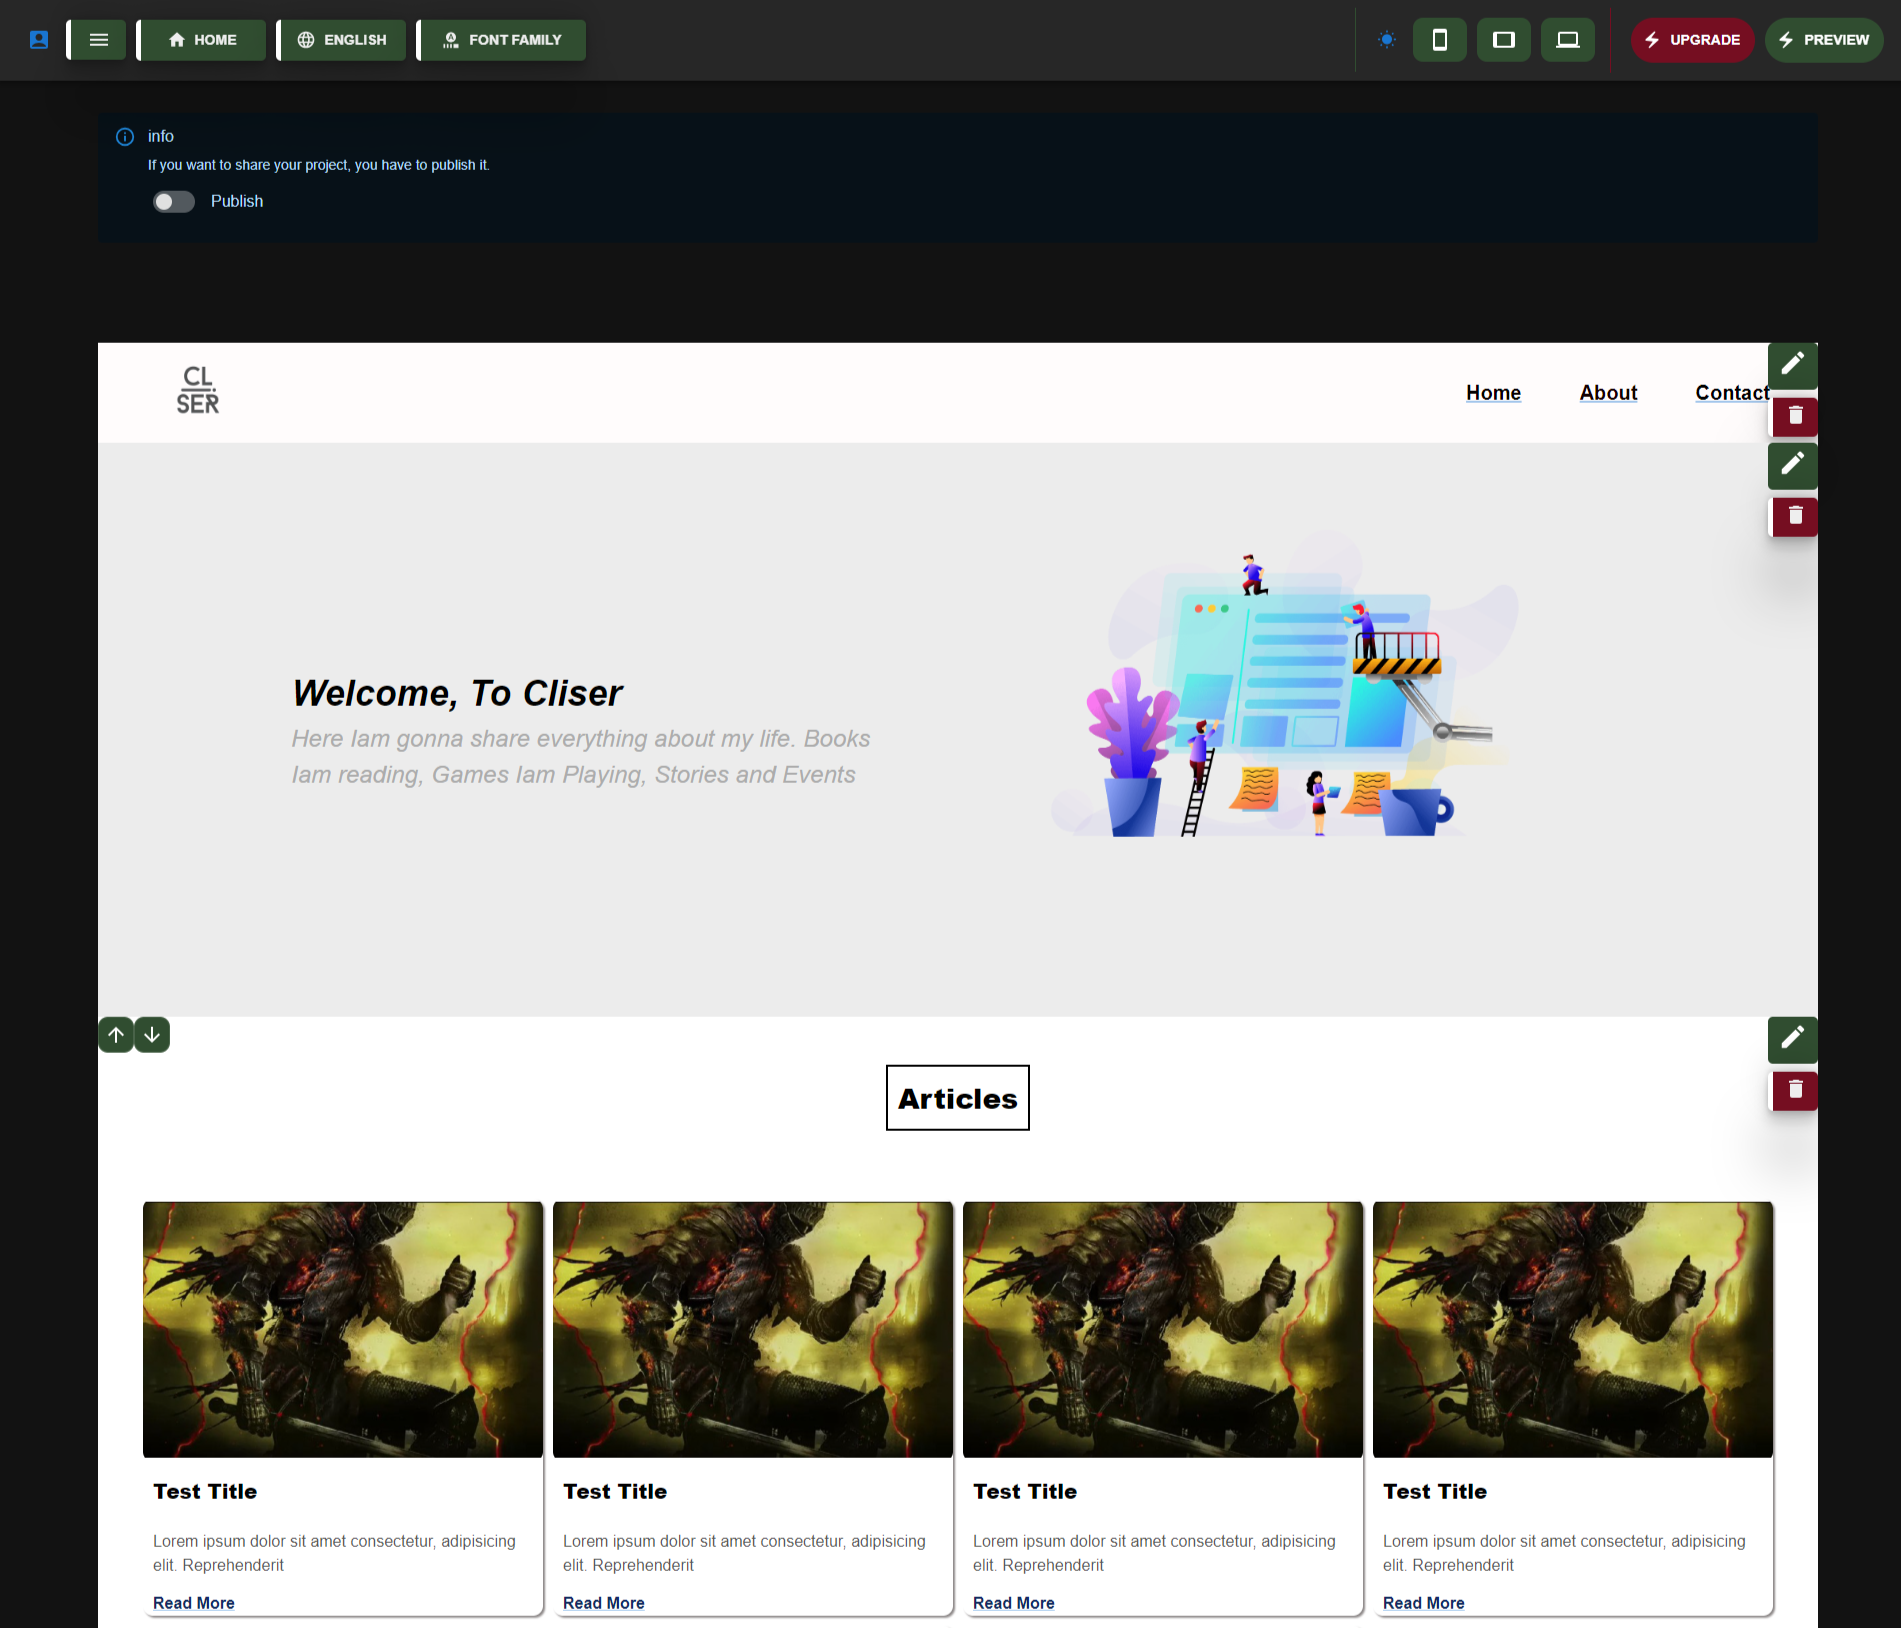 HOME
ENGLISH
FONT FAMILY
UPGRADE
PREVIEW
info
If you want to share your project, you have to publish it.
Publish
CL
SER
Home
About
Contact
Welcome, To Cliser
Here Iam gonna share everything about my life. Books
Iam reading, Games Iam Playing, Stories and Events
Articles
Test Title
Lorem ipsum dolor sit amet consectetur, adipisicing
elit. Reprehenderit
Read More
Test Title
Lorem ipsum dolor sit amet consectetur, adipisicing
elit. Reprehenderit
Read More
Test Title
Lorem ipsum dolor sit amet consectetur, adipisicing
elit. Reprehenderit
Read More
Test Title
Lorem ipsum dolor sit amet consectetur, adipisicing
elit. Reprehenderit
Read More